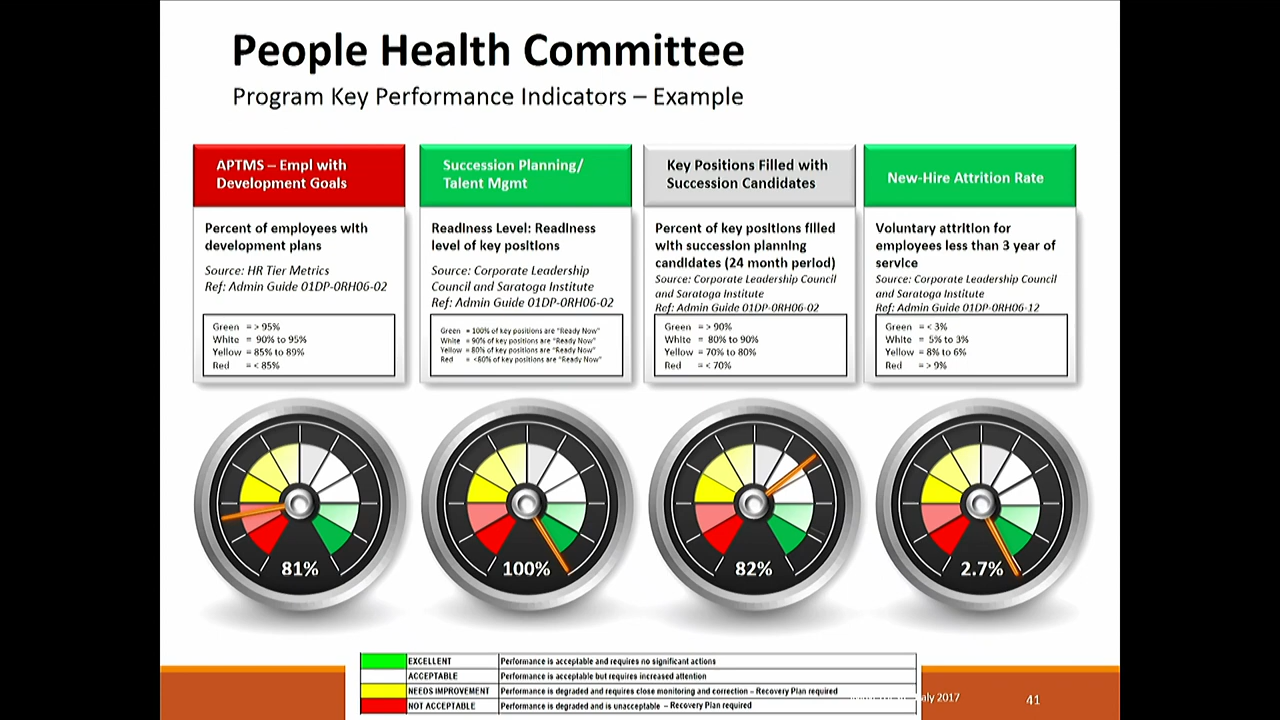 People Health Committee
Program Key Performance Indicators – Example
APTMS – Empl with
Development Goals
Percent of employees with
development plans
Source: HR Tier Metrics
Ref: Admin Guide 01DP-0RH06-02
Green = > 95%
White = 90% to 95%
Yellow = 85% to 89%
Red = < 85%
81%
Succession Planning/
Talent Mgmt
Readiness Level: Readiness
level of key positions
Source: Corporate Leadership
Council and Saratoga Institute
Ref: Admin Guide 01DP-0RH06-02
Green = 100% of key positions are "Ready Now"
White = 90% of key positions are "Ready Now"
Yellow = 80% of key positions are "Ready Now"
Red = <80% of key positions are "Ready Now"
100%
Key Positions Filled with
Succession Candidates
Percent of key positions filled
with succession planning
candidates (24 month period)
Source: Corporate Leadership Council
and Saratoga Institute
Ref: Admin Guide 01DP-0RH06-02
Green = > 90%
White = 80% to 90%
Yellow = 70% to 80%
Red = < 70%
82%
New-Hire Attrition Rate
Voluntary attrition for
employees less than 3 year of
service
Source: Corporate Leadership Council
and Saratoga Institute
Ref: Admin Guide 01DP-0RH06-12
Green = < 3%
White = 5% to 3%
Yellow = 8% to 6%
Red = > 9%
2.7%
EXCELLENT Performance is acceptable and requires no significant actions
ACCEPTABLE Performance is acceptable but requires increased attention
NEEDS IMPROVEMENT Performance is degraded and requires close monitoring and correction – Recovery Plan required
NOT ACCEPTABLE Performance is degraded and is unacceptable – Recovery Plan required
July 2017
41